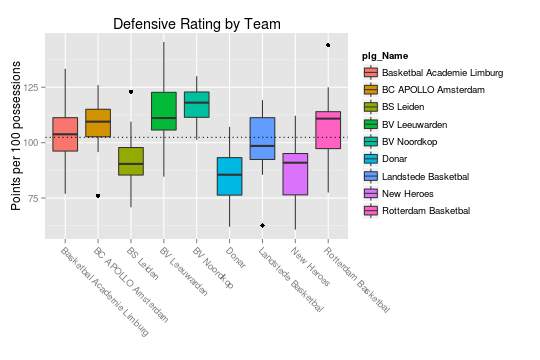 Defensive Rating by Team
Points per 100 possessions
125
100
75
Basketbal Academie Limburg
BC APOLLO Amsterdam
BS Leiden
BV Leeuwarden
BV Noordkop
Donar
Landstede Basketbal
New Heroes
Rotterdam Basketbal
plg_Name
Basketbal Academie Limburg
BC APOLLO Amsterdam
BS Leiden
BV Leeuwarden
BV Noordkop
Donar
Landstede Basketbal
New Heroes
Rotterdam Basketbal